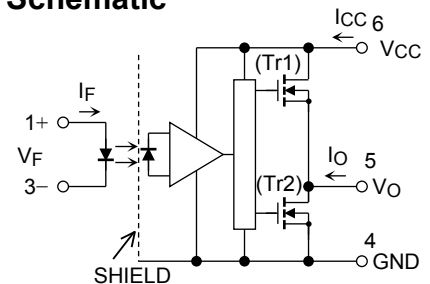 Schematic
ICC 6
VCC
(Tr1)
IF
1+
VF
3−
IO 5
(Tr2)
VO
4
GND
SHIELD